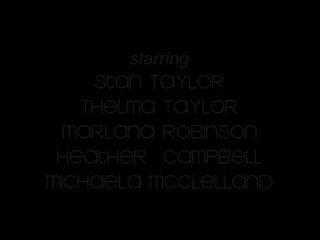 starring
Stan Taylor
Thelma Taylor
Marlana Robinson
Heather Campbell
Michaela McClelland